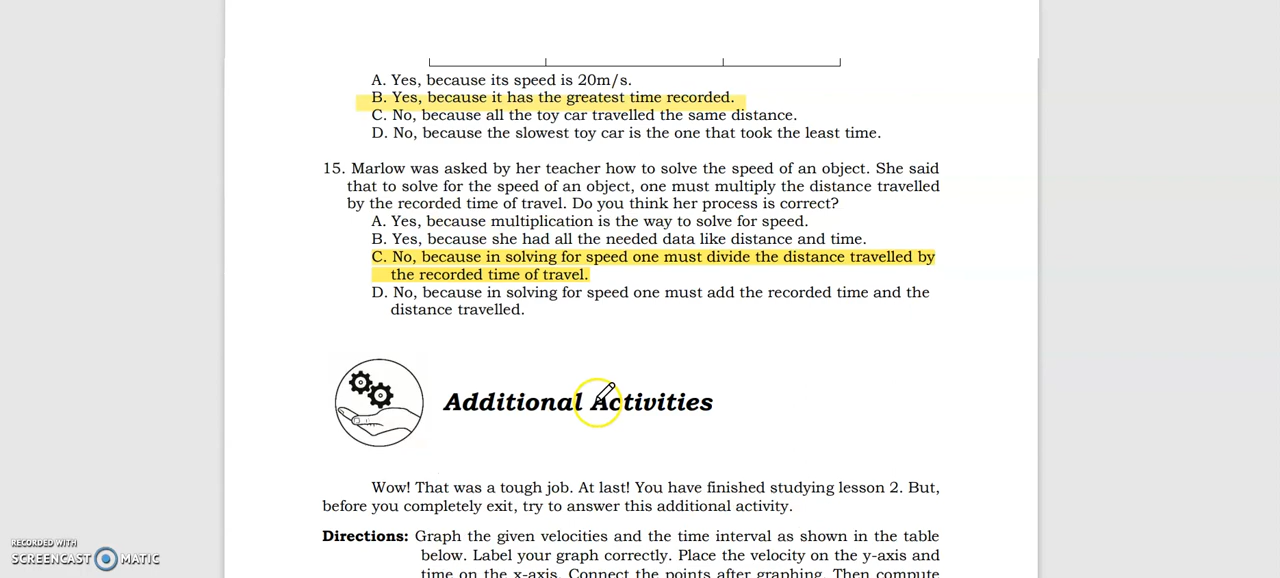 A. Yes, because its speed is 20m/s.
B. Yes, because it has the greatest time recorded.
C. No, because all the toy car travelled the same distance.
D. No, because the slowest toy car is the one that took the least time.
15. Marlow was asked by her teacher how to solve the speed of an object. She said
that to solve for the speed of an object, one must multiply the distance travelled
by the recorded time of travel. Do you think her process is correct?
A. Yes, because multiplication is the way to solve for speed.
B. Yes, because she had all the needed data like distance and time.
C. No, because in solving for speed one must divide the distance travelled by
the recorded time of travel.
D. No, because in solving for speed one must add the recorded time and the
distance travelled.
Additional Activities
Wow! That was a tough job. At last! You have finished studying lesson 2. But,
before you completely exit, try to answer this additional activity.
Directions: Graph the given velocities and the time interval as shown in the table
below. Label your graph correctly. Place the velocity on the y-axis and
time on the x-axis. Connect the points after graphing. Then compute
RECORDED WITH
SCREENCAST MATIC